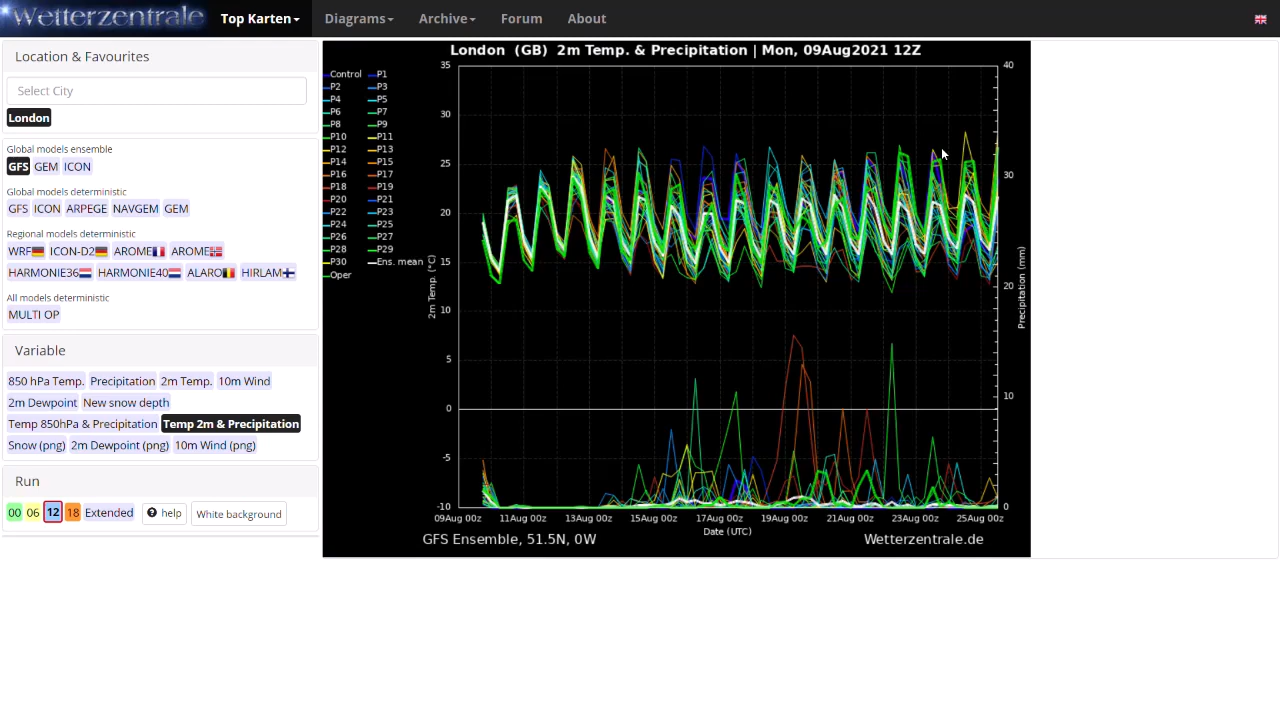 Wetterzentrale Top Karten Diagrams Archive Forum About
Location & Favourites
Select City
London
Global models ensemble
GFS GEM ICON
Global models deterministic
GFS ICON ARPEGE NAVGEM GEM
Regional models deterministic
WRF ICON-D2 AROME AROME
HARMONIE36 HARMONIE40 ALARO HIRLAM
All models deterministic
MULTI OP
Variable
850 hPa Temp. Precipitation 2m Temp. 10m Wind
2m Dewpoint New snow depth
Temp 850hPa & Precipitation Temp 2m & Precipitation
Snow (png) 2m Dewpoint (png) 10m Wind (png)
Run
00 06 12 18 Extended help White background
London (GB) 2m Temp. & Precipitation | Mon, 09Aug2021 12Z
Control P1
P2 P3
P4 P5
P6 P7
P8 P9
P10 P11
P12 P13
P14 P15
P16 P17
P18 P19
P20 P21
P22 P23
P24 P25
P26 P27
P28 P29
P30 Ens. mean
Oper
2m Temp. (°C)
35
30
25
20
15
10
5
0
-5
-10
40
30
20
10
0
Precipitation (mm)
09Aug 00z 11Aug 00z 13Aug 00z 15Aug 00z 17Aug 00z 19Aug 00z 21Aug 00z 23Aug 00z 25Aug 00z
Date (UTC)
GFS Ensemble, 51.5N, 0W Wetterzentrale.de